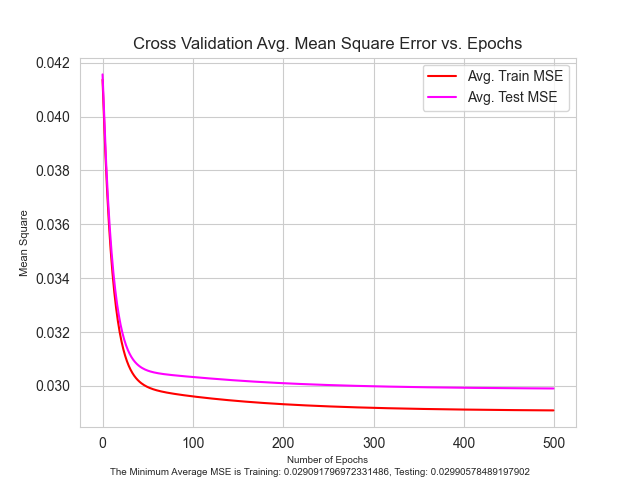 Cross Validation Avg. Mean Square Error vs. Epochs
Avg. Train MSE
Avg. Test MSE
Mean Square
0.042
0.040
0.038
0.036
0.034
0.032
0.030
0
100
200
300
400
500
Number of Epochs
The Minimum Average MSE is Training: 0.029091796972331486, Testing: 0.02990578489197902